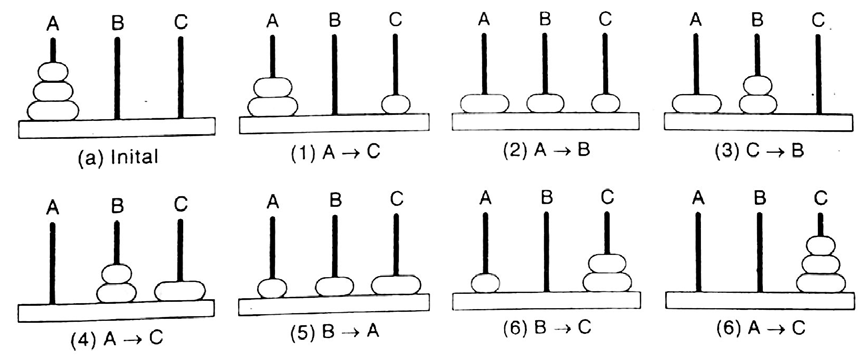 A B C
A B C
A B C
A B C
(a) Inital
(1) A → C
(2) A → B
(3) C → B
A B C
A B C
A B C
A B C
(4) A → C
(5) B → A
(6) B → C
(6) A → C